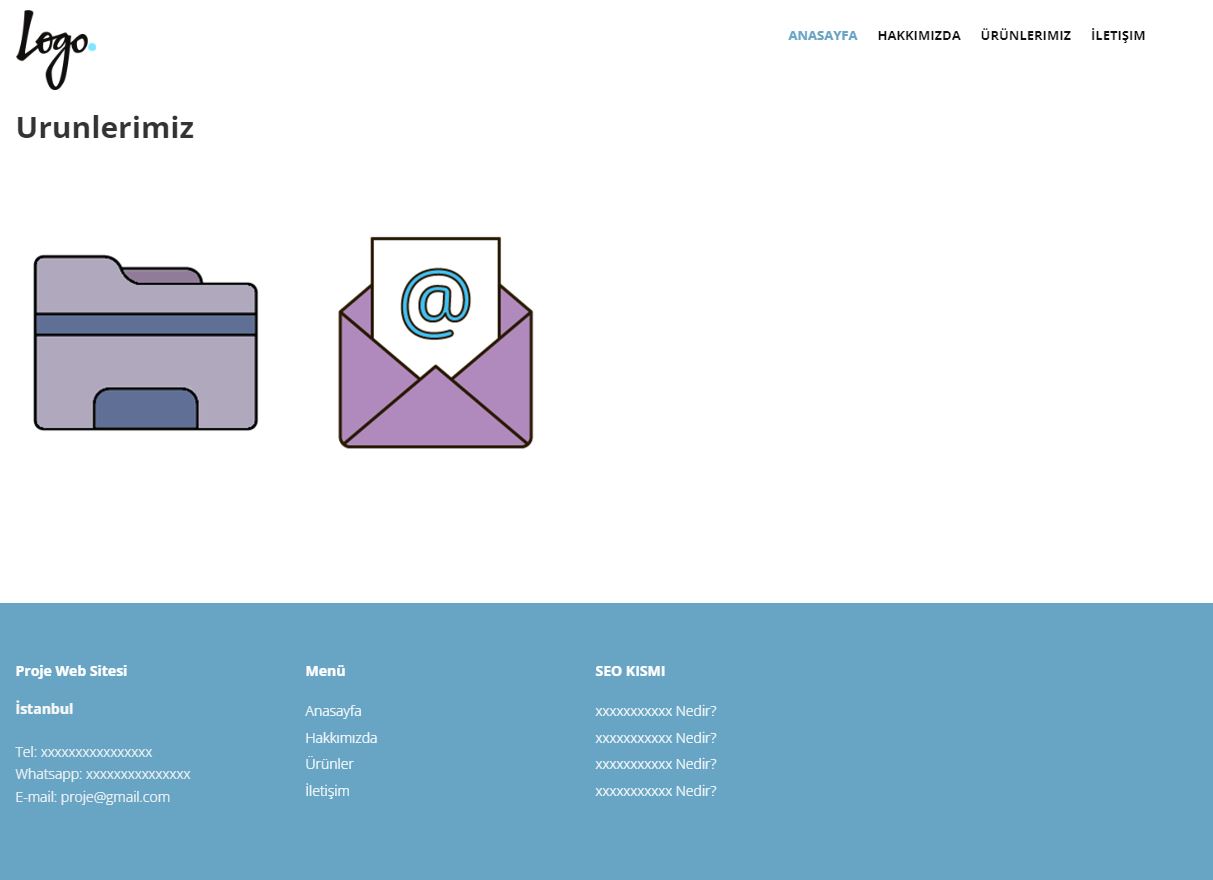 Logo.
ANASAYFA HAKKIMIZDA ÜRÜNLERIMIZ İLETIŞIM
Urunlerimiz
@
Proje Web Sitesi
İstanbul
Tel: xxxxxxxxxxxxxxxx
Whatsapp: xxxxxxxxxxxxxxx
E-mail: proje@gmail.com
Menü
Anasayfa
Hakkımızda
Ürünler
İletişim
SEO KISMI
xxxxxxxxxxx Nedir?
xxxxxxxxxxx Nedir?
xxxxxxxxxxx Nedir?
xxxxxxxxxxx Nedir?